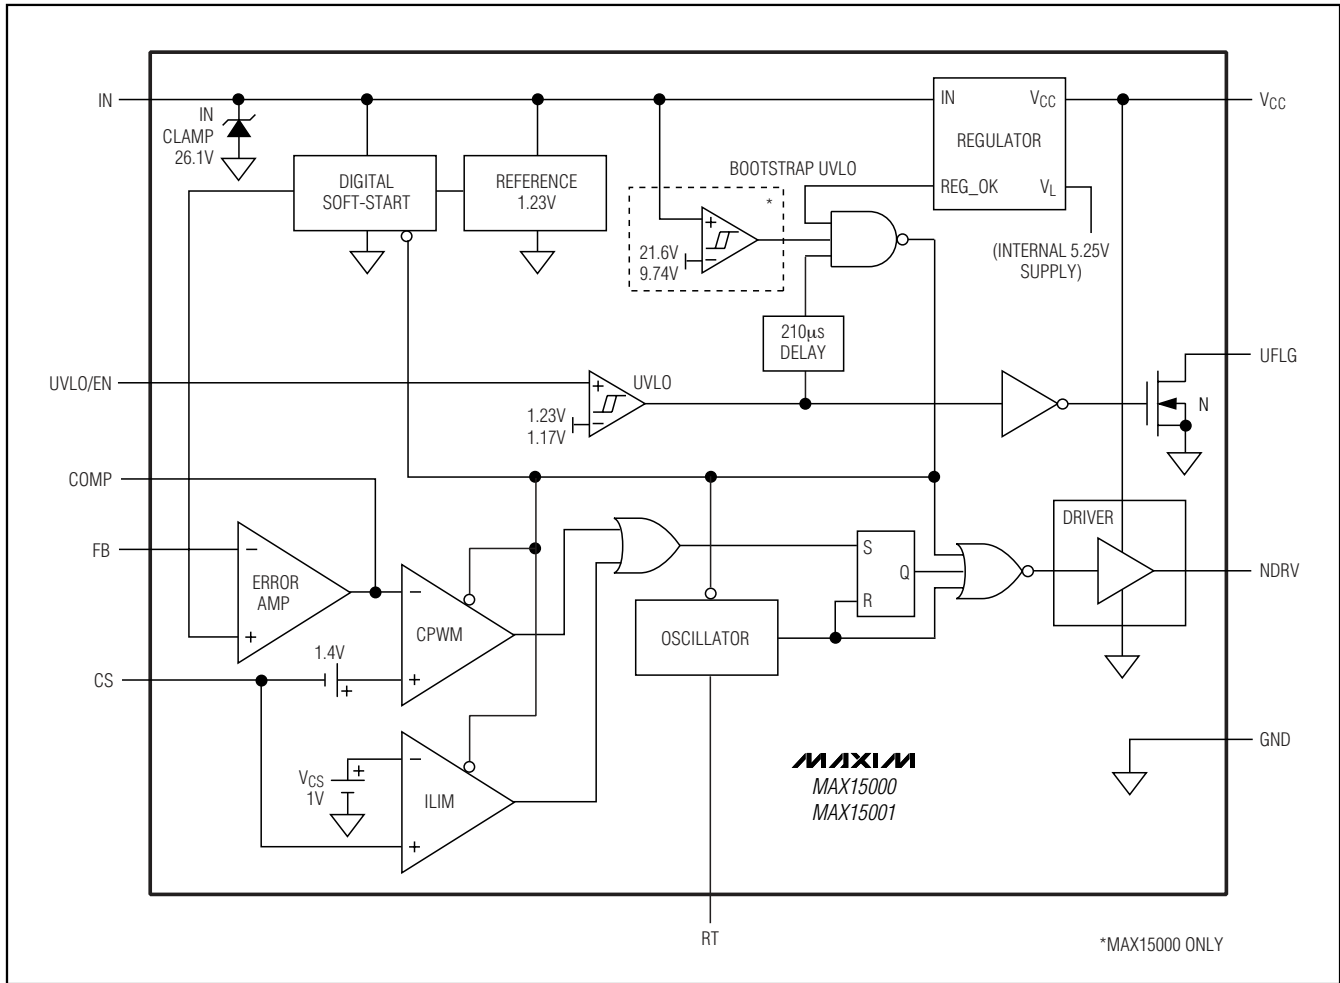 IN
IN
CLAMP
26.1V
DIGITAL
SOFT-START
REFERENCE
1.23V
BOOTSTRAP UVLO
*
21.6V
9.74V
+
−
IN
VCC
REGULATOR
REG_OK
VL
VCC
(INTERNAL 5.25V
SUPPLY)
210µs
DELAY
UVLO/EN
UVLO
+
−
1.23V
1.17V
UFLG
N
COMP
FB
−
ERROR
AMP
+
−
CPWM
+
1.4V
+
CS
VCS
1V
+
−
ILIM
+
S
Q
R
OSCILLATOR
DRIVER
NDRV
GND
MAXIM
MAX15000
MAX15001
RT
*MAX15000 ONLY